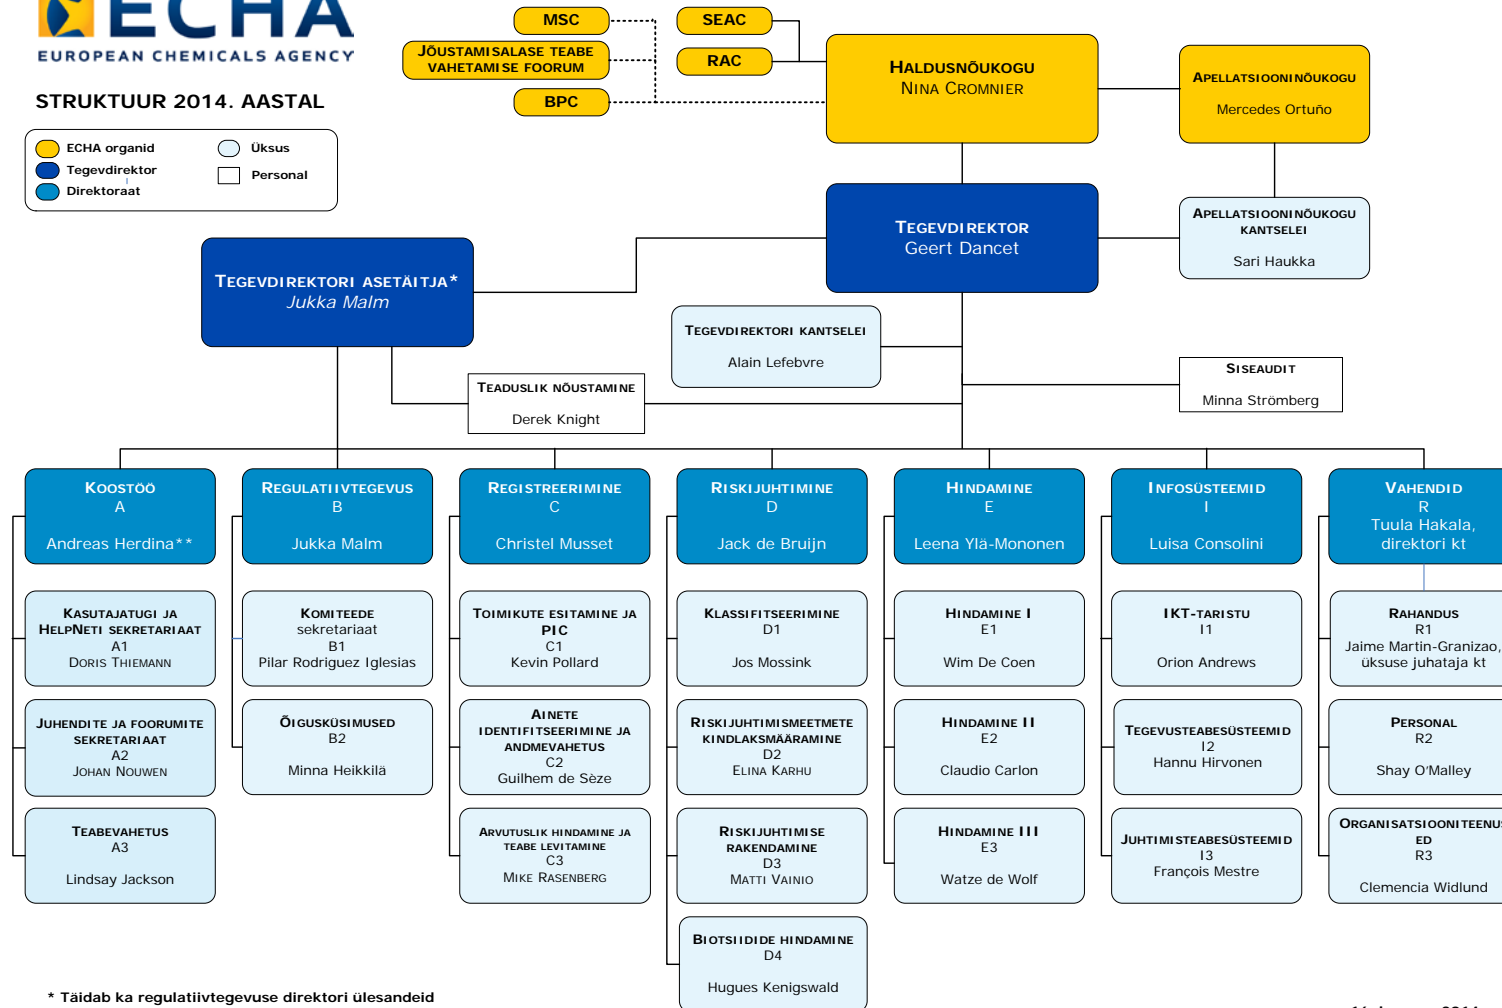 ECHA
EUROPEAN CHEMICALS AGENCY
STRUKTUUR 2014. AASTAL
ECHA organid
Tegevdirektor
Direktoraat
Üksus
Personal
MSC
JÕUSTAMISALASE TEABE
VAHETAMISE FOORUM
BPC
SEAC
RAC
HALDUSNÕUKOGU
NINA CROMNIER
APELLATSIOONINÕUKOGU
Mercedes Ortuño
TEGEVDIREKTOR
Geert Dancet
APELLATSIOONINÕUKOGU
KANTSELEI
Sari Haukka
TEGEVDIREKTORI ASETÄITJA*
Jukka Malm
TEGEVDIREKTORI KANTSELEI
Alain Lefebvre
TEADUSLIK NÕUSTAMINE
Derek Knight
SISEAUDIT
Minna Strömberg
KOOSTÖÖ
A
Andreas Herdina**
KASUTAJATUGI JA
HELPNETI SEKRETARIAAT
A1
DORIS THIEMANN
JUHENDITE JA FOORUMITE
SEKRETARIAAT
A2
JOHAN NOUWEN
TEABEVAHETUS
A3
Lindsay Jackson
REGULATIIVTEGEVUS
B
Jukka Malm
KOMITEEDE
sekretariaat
B1
Pilar Rodriguez Iglesias
ÕIGUSKÜSIMUSED
B2
Minna Heikkilä
REGISTREERIMINE
C
Christel Musset
TOIMIKUTE ESITAMINE JA
PIC
C1
Kevin Pollard
AINETE
IDENTIFITSEERIMINE JA
ANDMEVAHETUS
C2
Guilhem de Sèze
ARVUTUSLIK HINDAMINE JA
TEABE LEVITAMINE
C3
MIKE RASENBERG
RISKIJUHTIMINE
D
Jack de Bruijn
KLASSIFITSEERIMINE
D1
Jos Mossink
RISKIJUHTIMISMEETMETE
KINDLAKSMÄÄRAMINE
D2
ELINA KARHU
RISKIJUHTIMISE
RAKENDAMINE
D3
MATTI VAINIO
BIOTSIIDIDE HINDAMINE
D4
Hugues Kenigswald
HINDAMINE
E
Leena Ylä-Mononen
HINDAMINE I
E1
Wim De Coen
HINDAMINE II
E2
Claudio Carlon
HINDAMINE III
E3
Watze de Wolf
INFOSÜSTEEMID
I
Luisa Consolini
IKT-TARISTU
I1
Orion Andrews
TEGEVUSTEABESÜSTEEMID
I2
Hannu Hirvonen
JUHTIMISTEABESÜSTEEMID
I3
François Mestre
VAHENDID
R
Tuula Hakala,
direktori kt
RAHANDUS
R1
Jaime Martin-Granizao,
üksuse juhataja kt
PERSONAL
R2
Shay O'Malley
ORGANISATSIOONITEENUS
ED
R3
Clemencia Widlund
* Täidab ka regulatiivtegevuse direktori ülesandeid